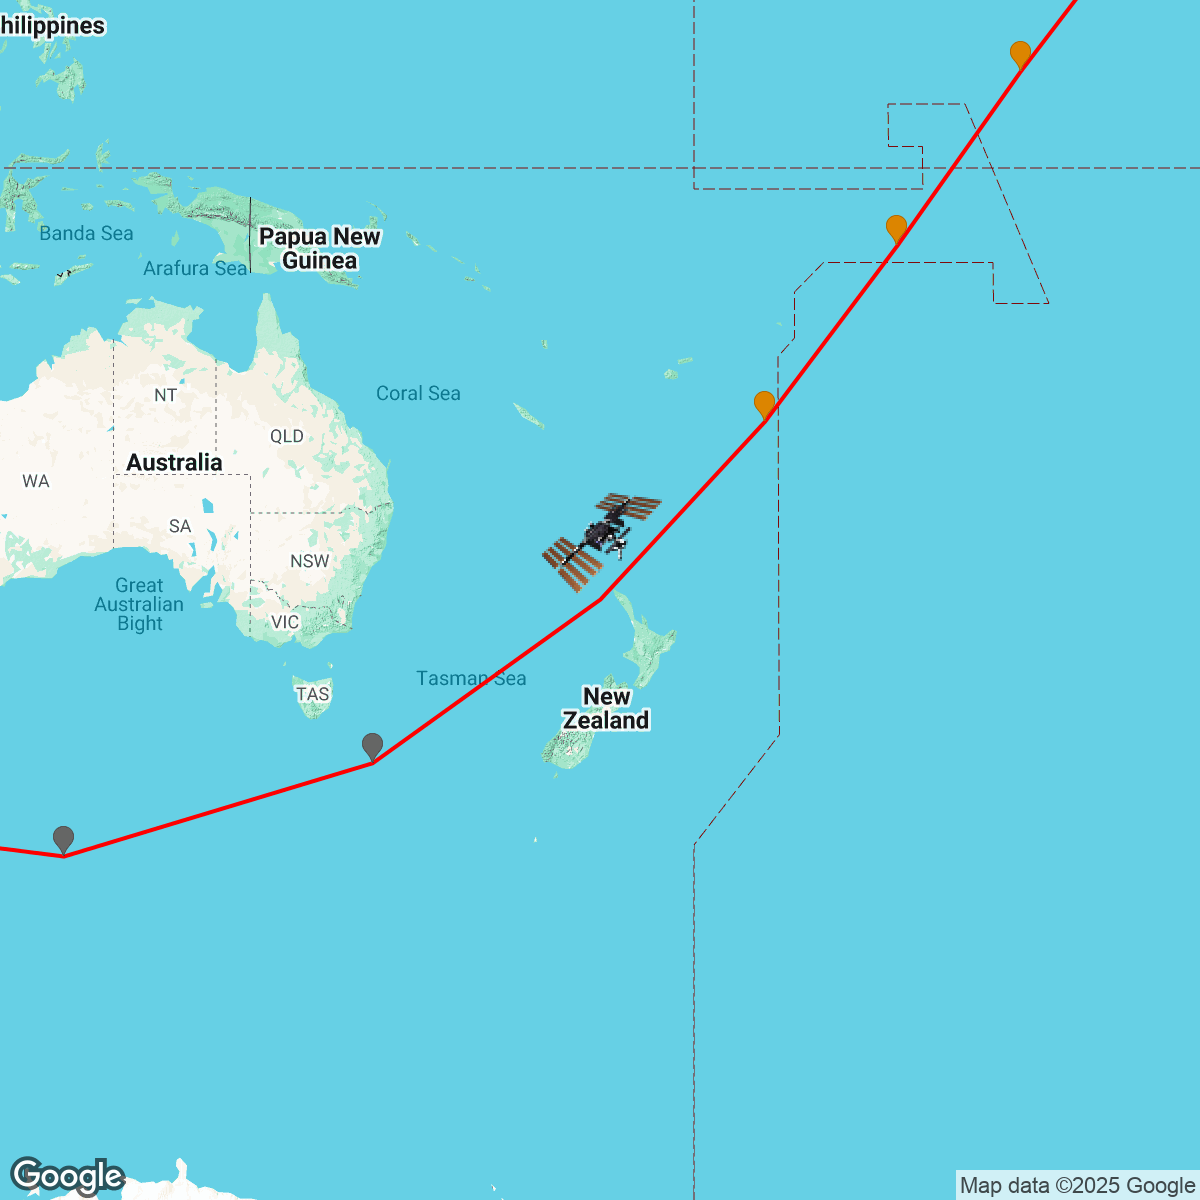 hilippines
Banda Sea
Arafura Sea
Papua New
Guinea
NT
Coral Sea
QLD
Australia
WA
SA
NSW
Great
Australian
Bight
VIC
TAS
Tasman Sea
New
Zealand
Google
Map data ©2025 Google